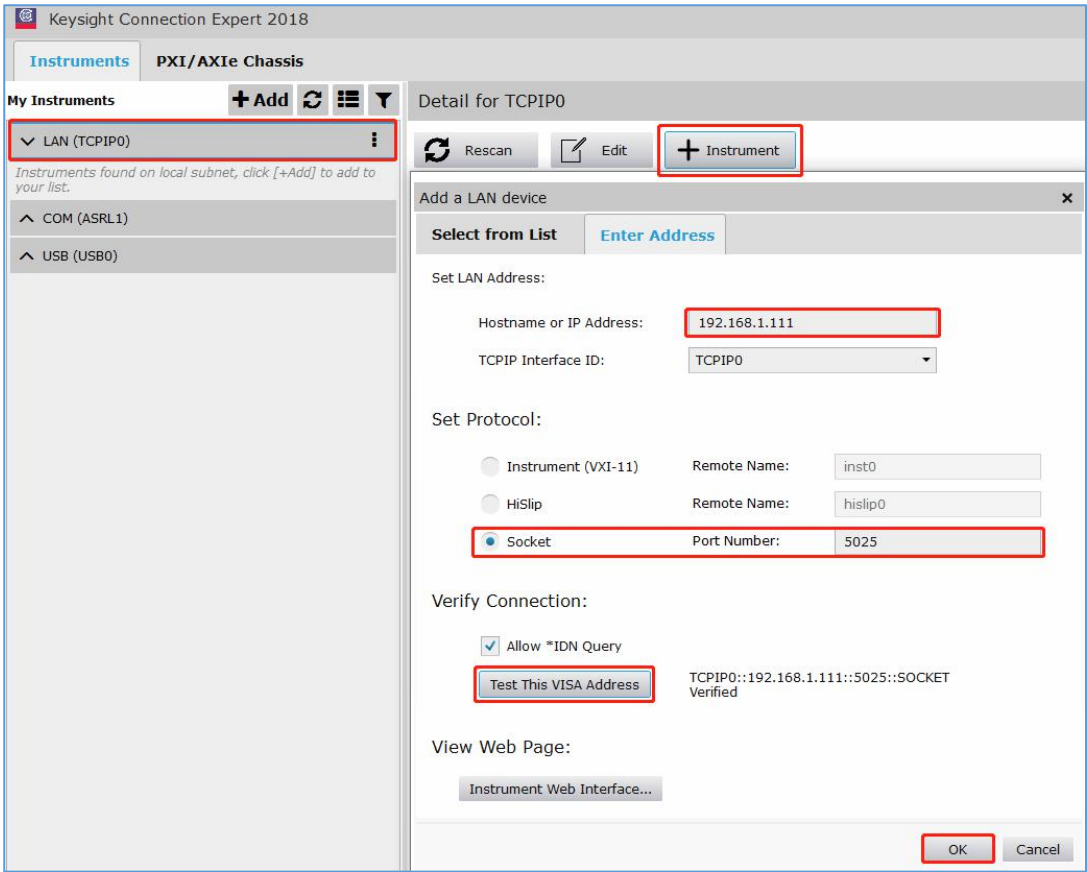 Keysight Connection Expert 2018
Instruments PXI/AXIe Chassis
My Instruments + Add
LAN (TCPIP0)
Instruments found on local subnet, click [+Add] to add to
your list.
COM (ASRL1)
USB (USB0)
Detail for TCPIP0
Rescan Edit Instrument
Add a LAN device
Select from List Enter Address
Set LAN Address:
Hostname or IP Address: 192.168.1.111
TCPIP Interface ID: TCPIP0
Set Protocol:
Instrument (VXI-11) Remote Name: inst0
HiSlip Remote Name: hislip0
Socket Port Number: 5025
Verify Connection:
Allow *IDN Query
Test This VISA Address TCPIP0::192.168.1.111::5025::SOCKET
Verified
View Web Page:
Instrument Web Interface...
OK Cancel